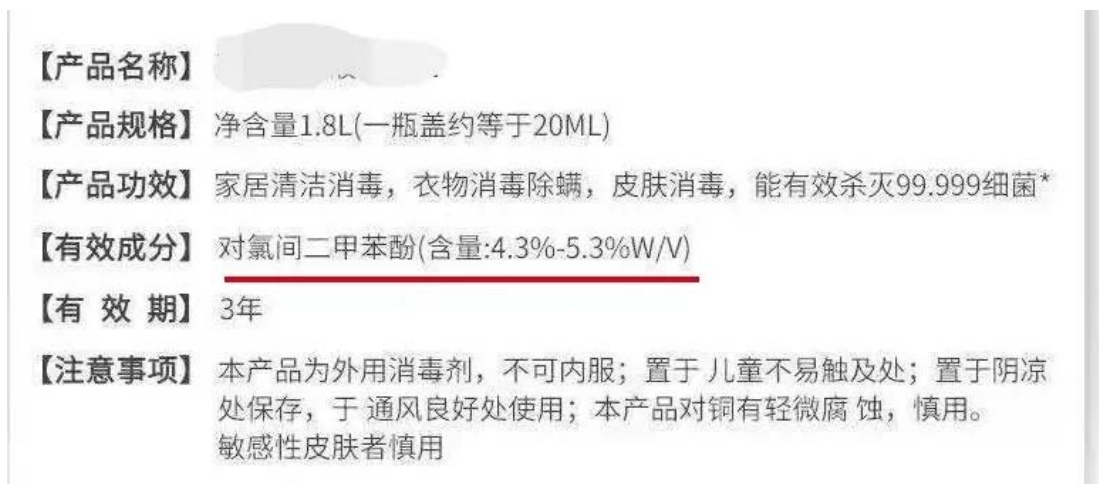 【产品名称】
【产品规格】 净含量1.8L(一瓶盖约等于20ML)
【产品功效】 家居清洁消毒，衣物消毒除螨，皮肤消毒，能有效杀灭99.999细菌*
【有效成分】 对氯间二甲苯酚(含量:4.3%-5.3%W/V)
【有 效 期】 3年
【注意事项】 本产品为外用消毒剂，不可内服；置于 儿童不易触及处；置于阴凉
处保存，于 通风良好处使用；本产品对铜有轻微腐 蚀，慎用。
敏感性皮肤者慎用